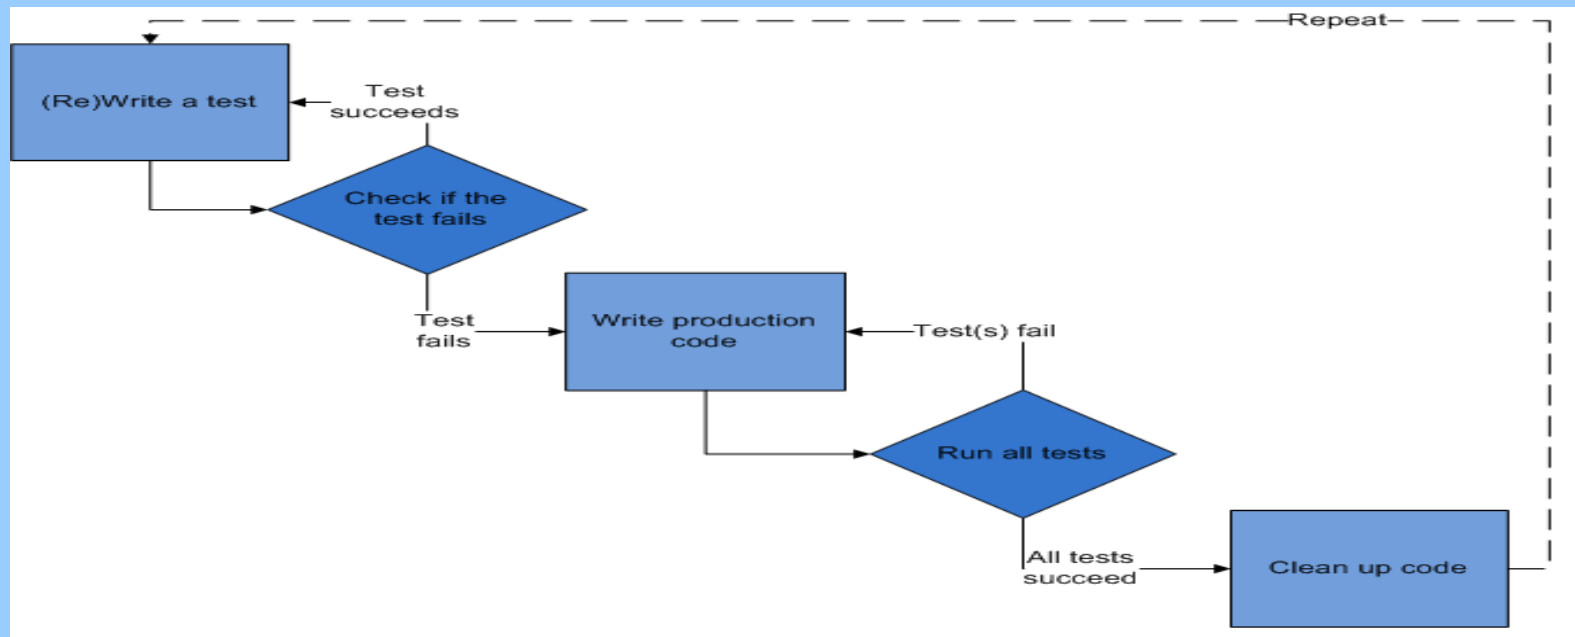 Repeat
(Re)Write a test
Test
succeeds
Check if the
test fails
Test
fails
Write production
code
Test(s) fail
Run all tests
All tests
succeed
Clean up code